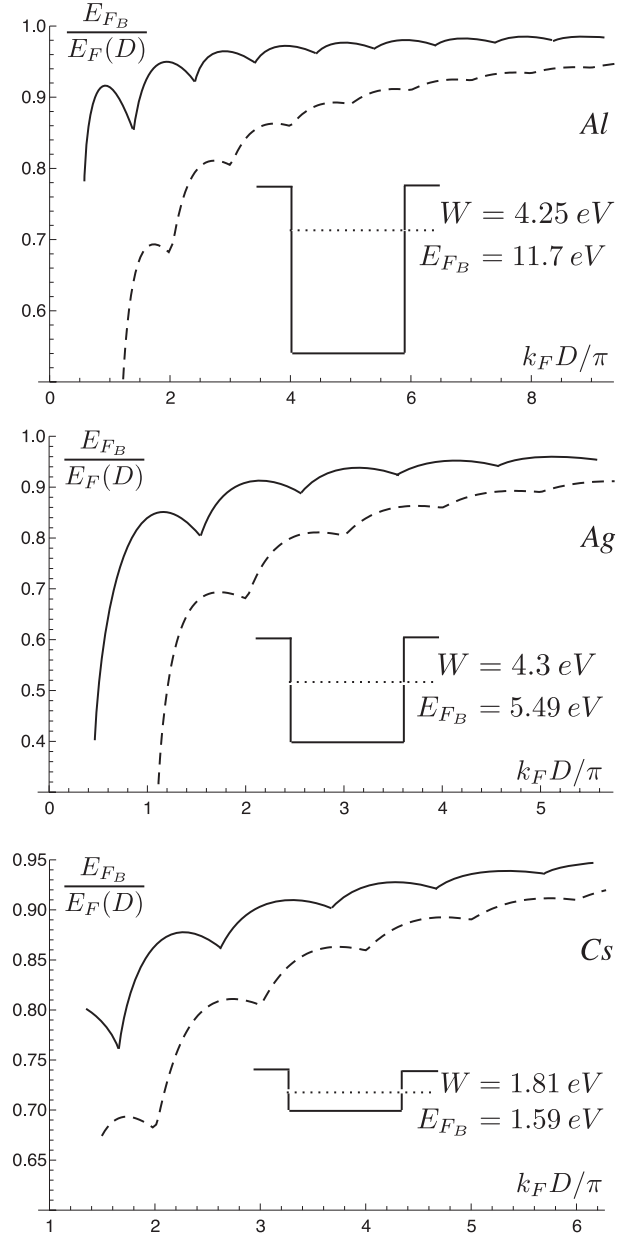 E_{F_B}
E_F(D)
1.0
0.9
0.8
0.7
0.6
Al
W = 4.25 eV
E_{F_B} = 11.7 eV
k_F D/π
0 2 4 6 8
1.0
E_{F_B}
E_F(D)
0.9
0.8
0.7
0.6
0.5
0.4
Ag
W = 4.3 eV
E_{F_B} = 5.49 eV
k_F D/π
0 1 2 3 4 5
0.95
E_{F_B}
E_F(D)
0.90
0.85
0.80
0.75
0.70
0.65
Cs
W = 1.81 eV
E_{F_B} = 1.59 eV
k_F D/π
1 2 3 4 5 6